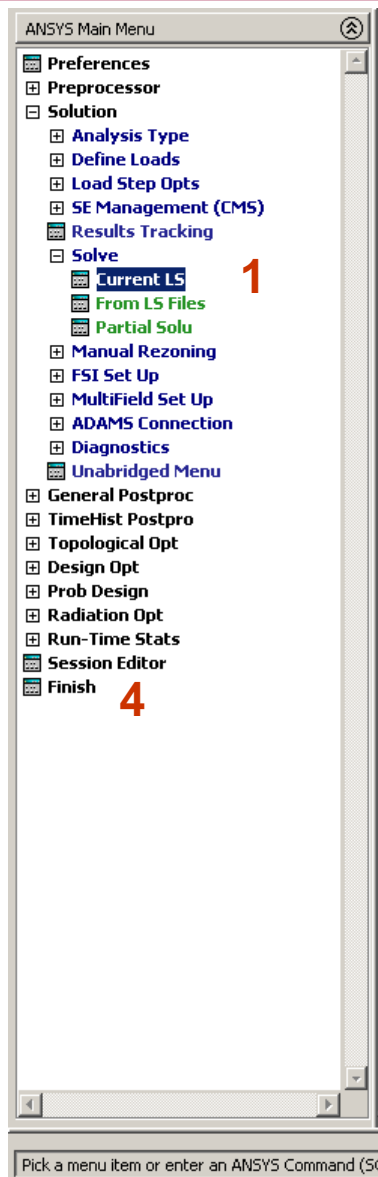 ANSYS Main Menu
Preferences
Preprocessor
Solution
Analysis Type
Define Loads
Load Step Opts
SE Management (CMS)
Results Tracking
Solve
Current LS 1
From LS Files
Partial Solu
Manual Rezoning
FSI Set Up
MultiField Set Up
ADAMS Connection
Diagnostics
Unabridged Menu
General Postproc
TimeHist Postpro
Topological Opt
Design Opt
Prob Design
Radiation Opt
Run-Time Stats
Session Editor
Finish 4
Pick a menu item or enter an ANSYS Command (SO